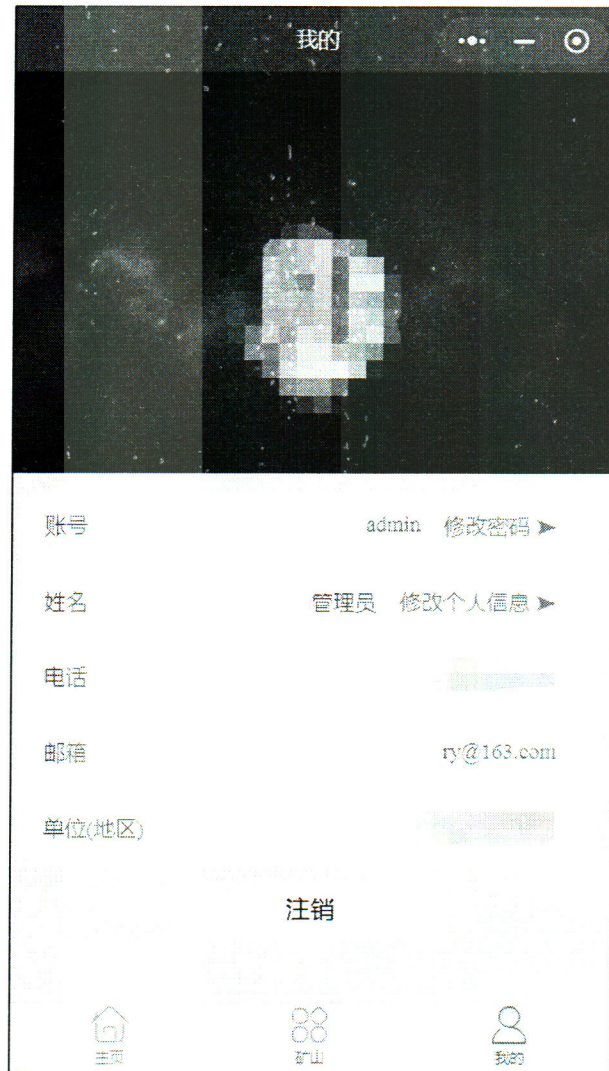 我的
账号 admin 修改密码
姓名 管理员 修改个人信息
电话
邮箱 ry@163.com
单位(地区)
注销
主页 矿山 我的